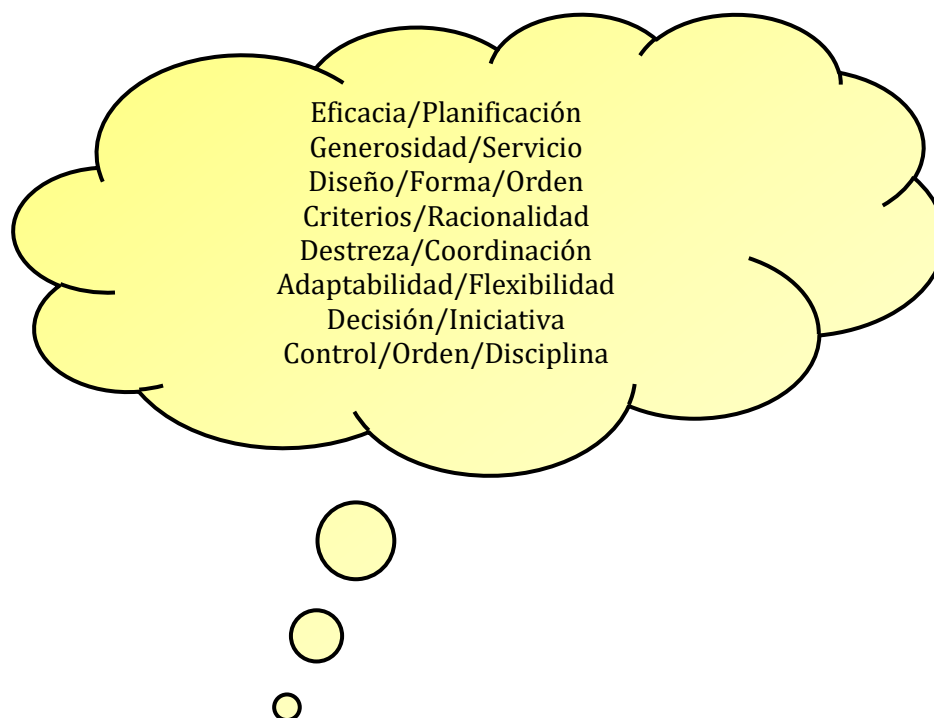 Eficacia/Planificación
Generosidad/Servicio
Diseño/Forma/Orden
Criterios/Racionalidad
Destreza/Coordinación
Adaptabilidad/Flexibilidad
Decisión/Iniciativa
Control/Orden/Disciplina